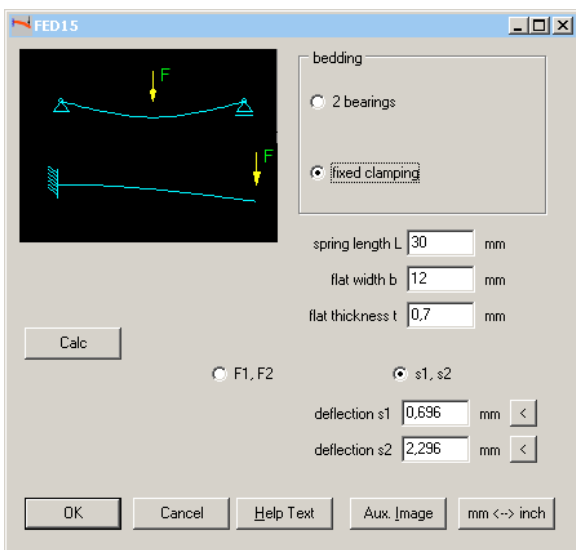 FED15
F
F
bedding
2 bearings
fixed clamping
spring length L 30 mm
flat width b 12 mm
flat thickness t 0,7 mm
Calc
F1, F2 s1, s2
deflection s1 0,696 mm <
deflection s2 2,296 mm <
OK Cancel Help Text Aux. Image mm <--> inch